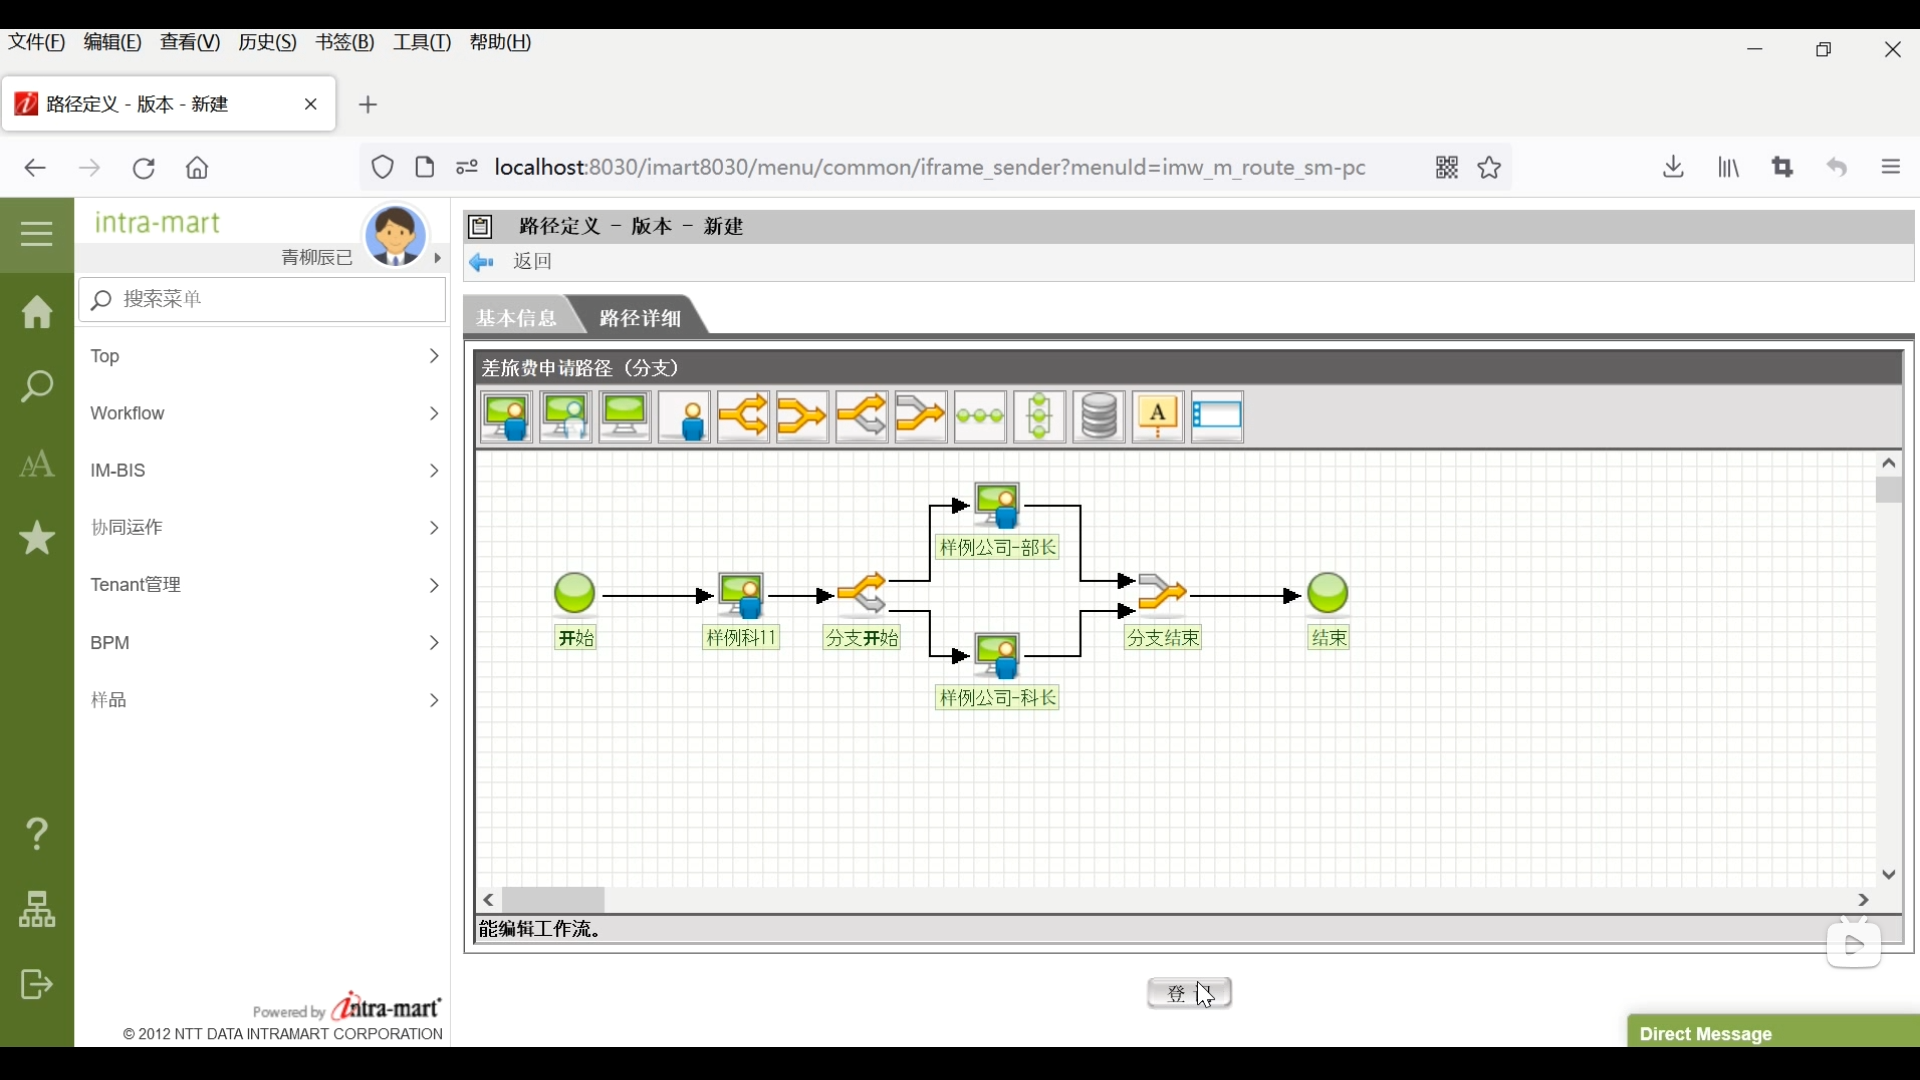 文件(F) 编辑(E) 查看(V) 历史(S) 书签(B) 工具(T) 帮助(H)
路径定义 - 版本 - 新建
localhost:8030/imart8030/menu/common/iframe_sender?menuId=imw_m_route_sm-pc
intra-mart
青柳辰已
搜索菜单
Top
Workflow
IM-BIS
协同运作
Tenant管理
BPM
样品
Powered by intra-mart
© 2012 NTT DATA INTRAMART CORPORATION
路径定义 - 版本 - 新建
返回
基本信息 路径详细
差旅费申请路径（分支）
A
样例公司-部长
开始 样例科11 分支开始 分支结束 结束
样例公司-科长
能编辑工作流。
登
Direct Message